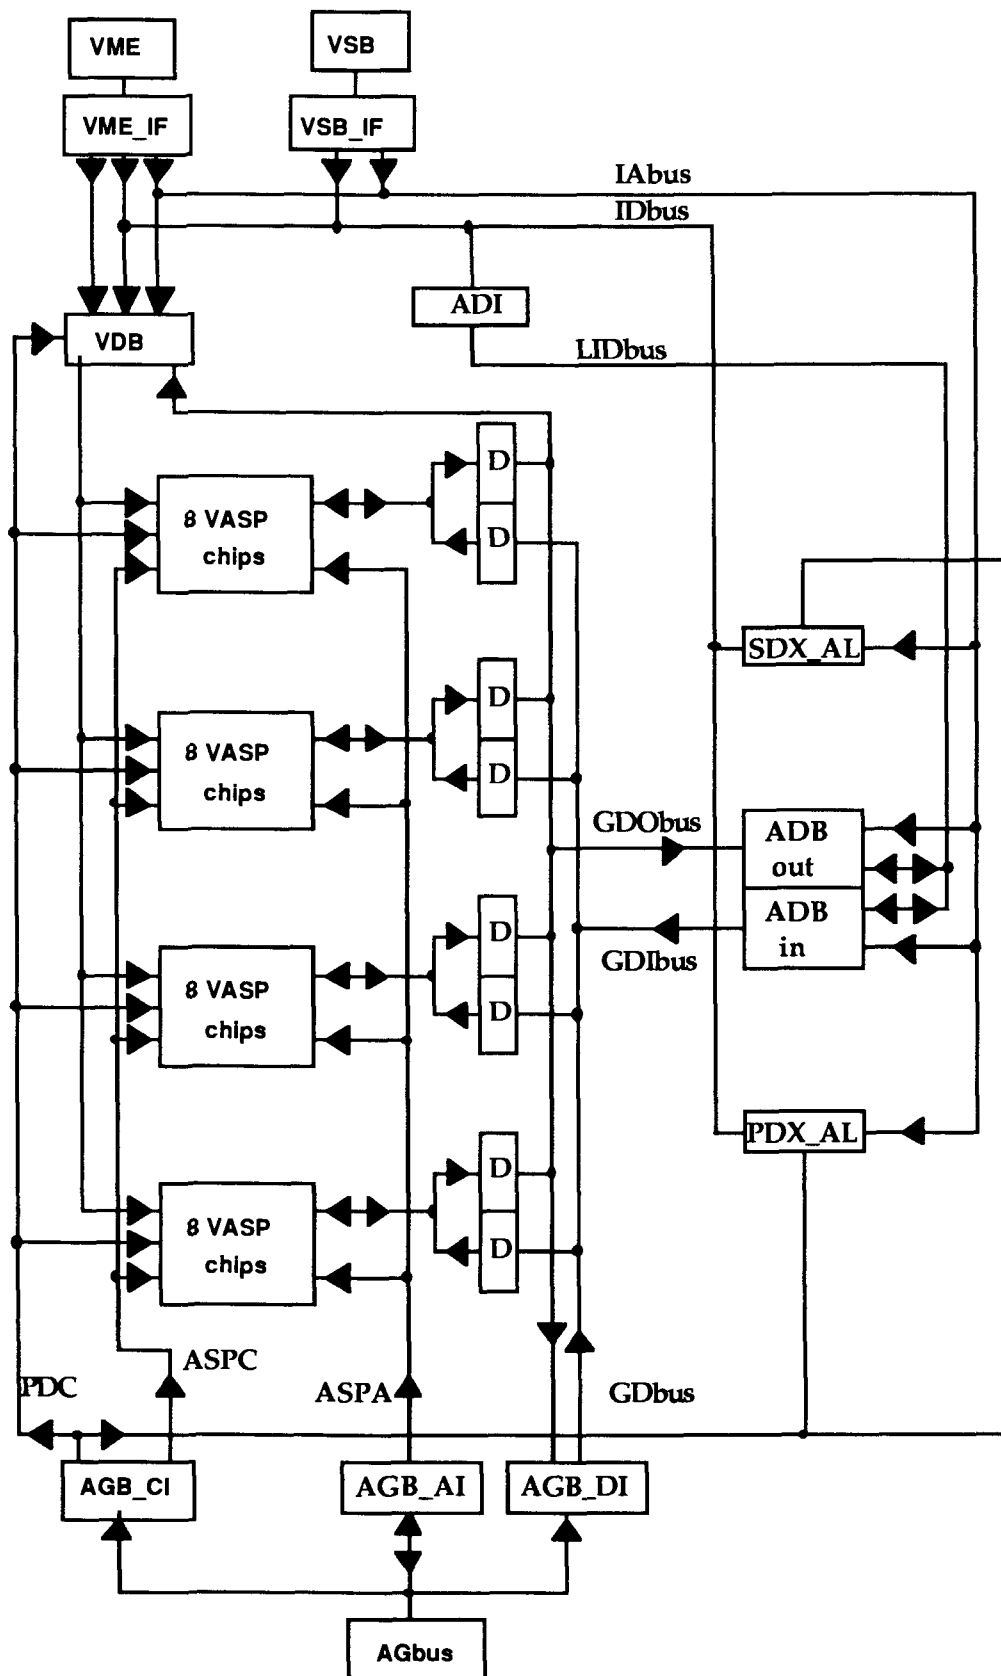 VME
VSB
VME_IF
VSB_IF
IAbus
IDbus
ADI
VDB
LIDbus
D
8 VASP
chips
D
SDX_AL
D
8 VASP
chips
D
GDObus
ADB
out
ADB
in
GDIbus
D
8 VASP
chips
D
PDX_AL
D
8 VASP
chips
D
ASPC
PDC
ASPA
GDbus
AGB_CI
AGB_AI
AGB_DI
AGbus